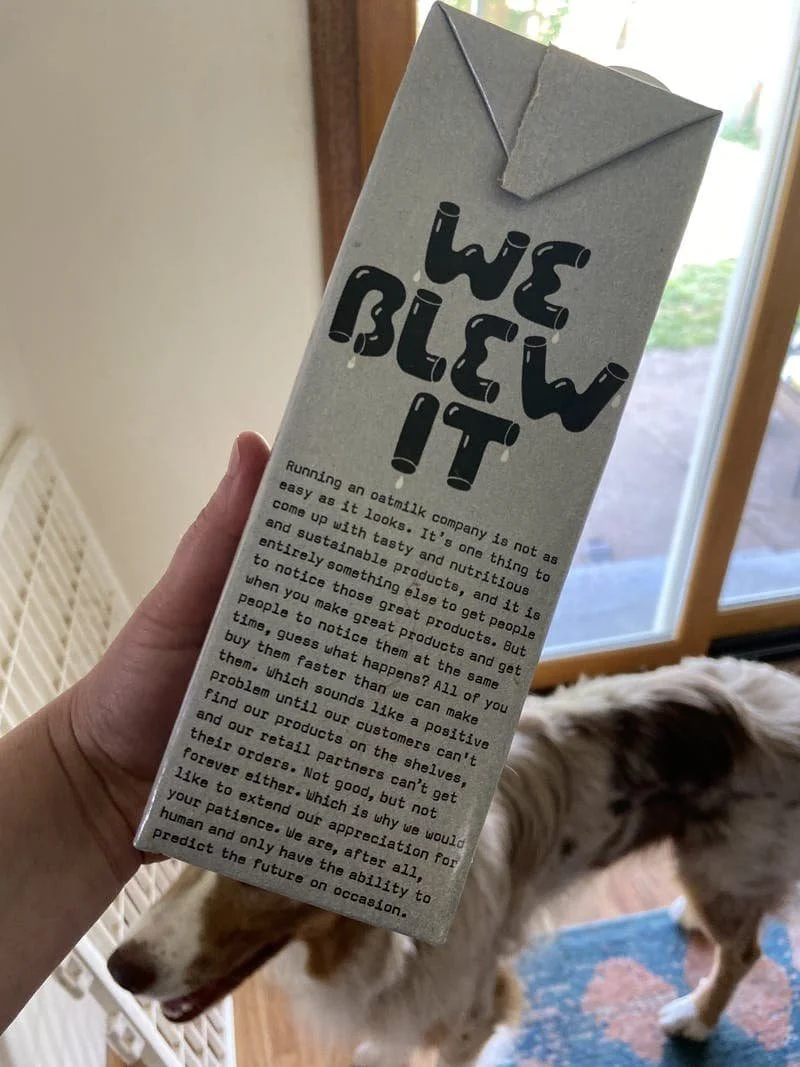 WE
BLEW
IT
Running an oatmilk company is not as
easy as it looks. It's one thing to
come up with tasty and nutritious
and sustainable products, and it is
entirely something else to get people
to notice those great products. But
when you make great products and get
people to notice them at the same
time, guess what happens? All of you
buy them faster than we can make
them. Which sounds like a positive
problem until our customers can't
find our products on the shelves,
and our retail partners can't get
their orders. Not good, but not
forever either. Which is why we would
like to extend our appreciation for
your patience. We are, after all,
human and only have the ability to
predict the future on occasion.